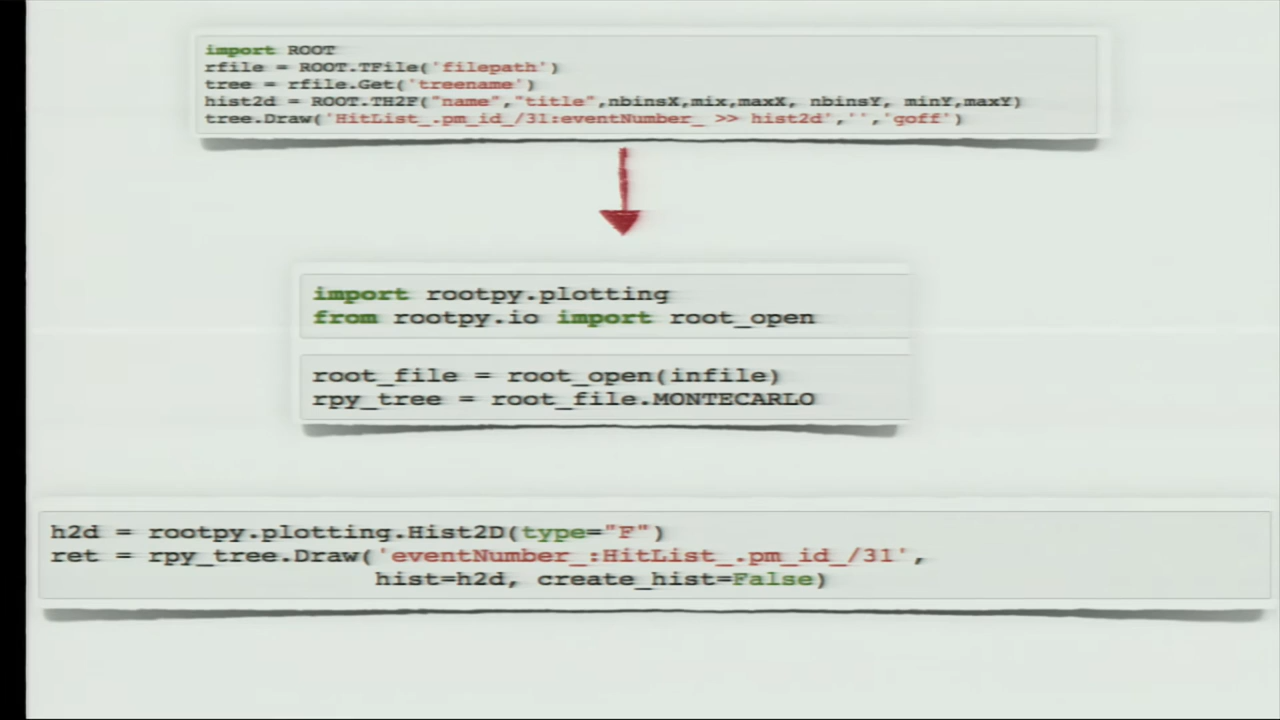 import ROOT
rfile = ROOT.TFile('filepath')
tree = rfile.Get('treename')
hist2d = ROOT.TH2F("name","title",nbinsX,mix,maxX, nbinsY, minY,maxY)
tree.Draw('HitList_.pm_id_/31:eventNumber_ >> hist2d','','goff')
import rootpy.plotting
from rootpy.io import root_open
root_file = root_open(infile)
rpy_tree = root_file.MONTECARLO
h2d = rootpy.plotting.Hist2D(type="F")
ret = rpy_tree.Draw('eventNumber_:HitList_.pm_id_/31',
hist=h2d, create_hist=False)